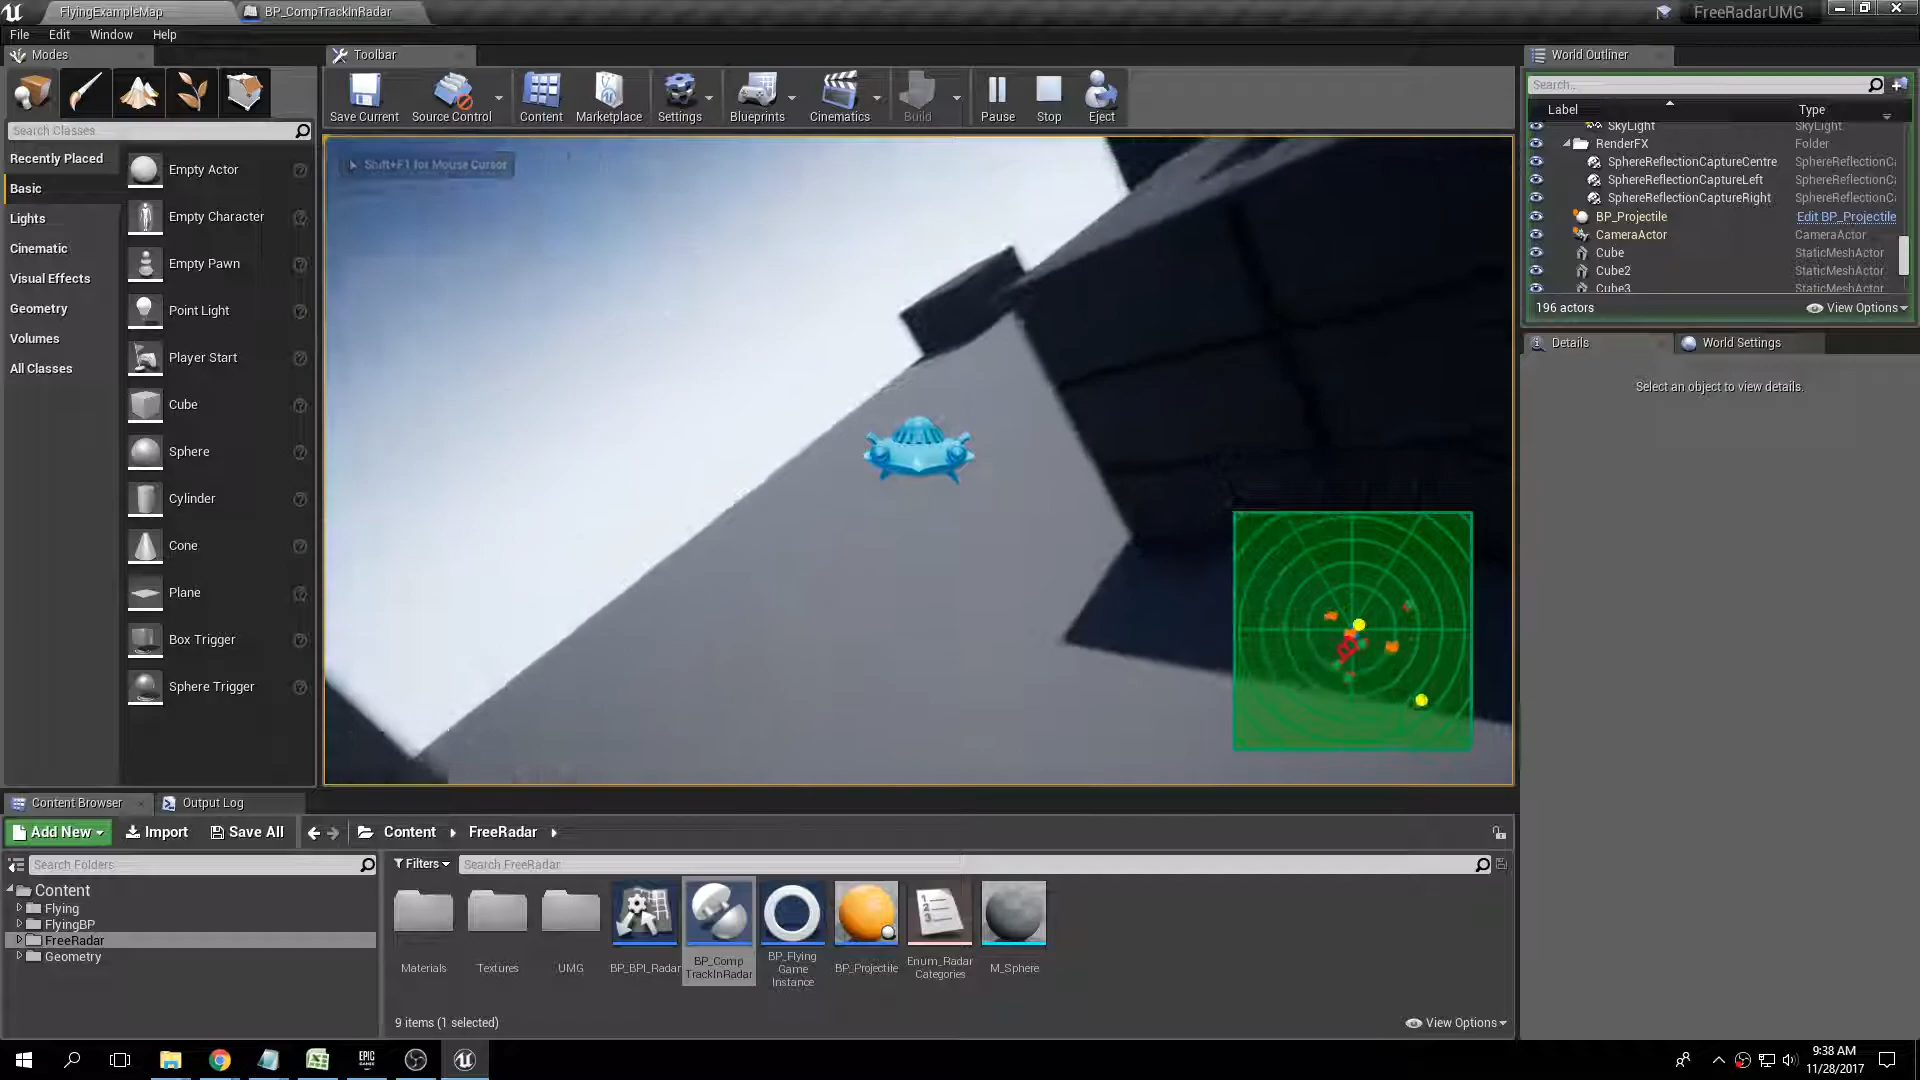 FlyingExampleMap
BP_CompTrackInRadar
FreeRadarUMG
File Edit Window Help
Modes
Toolbar
World Outliner
Save Current
Source Control
Content
Marketplace
Settings
Blueprints
Cinematics
Build
Pause
Stop
Eject
Search Classes
Recently Placed
Basic
Lights
Cinematic
Visual Effects
Geometry
Volumes
All Classes
Empty Actor
Empty Character
Empty Pawn
Point Light
Player Start
Cube
Sphere
Cylinder
Cone
Plane
Box Trigger
Sphere Trigger
Shift+F1 for Mouse Cursor
Search...
Label Type
SkyLight SkyLight
RenderFX Folder
SphereReflectionCaptureCentre SphereReflectionCa
SphereReflectionCaptureLeft SphereReflectionCa
SphereReflectionCaptureRight SphereReflectionCa
BP_Projectile Edit BP_Projectile
CameraActor CameraActor
Cube StaticMeshActor
Cube2 StaticMeshActor
Cube3 StaticMeshActor
196 actors
View Options
Details
World Settings
Select an object to view details.
Content Browser
Output Log
Add New
Import
Save All
Content
FreeRadar
Search Folders
Content
Flying
FlyingBP
FreeRadar
Geometry
Filters
Search FreeRadar
Materials
Textures
UMG
BP_BPI_Radar
BP_Comp
TrackInRadar
BP_Flying
Game
Instance
BP_Projectile
Enum_Radar
Categories
M_Sphere
9 items (1 selected)
View Options
EPIC
GAMES
9:38 AM
11/28/2017